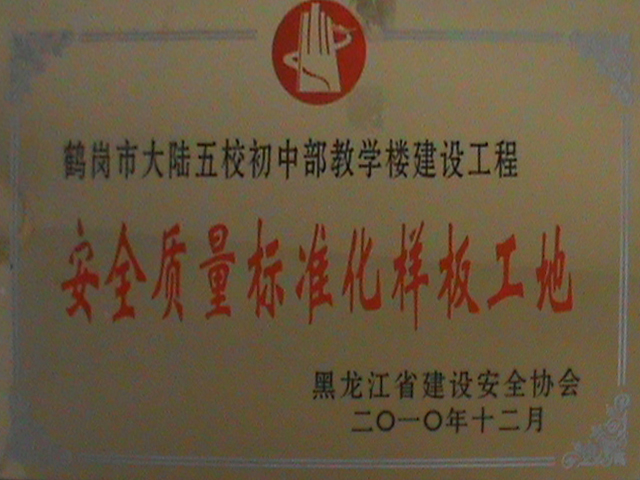 鹤岗市大陆五校初中部教学楼建设工程
安全质量标准化样板工地
黑龙江省建设安全协会
二〇一〇年十二月